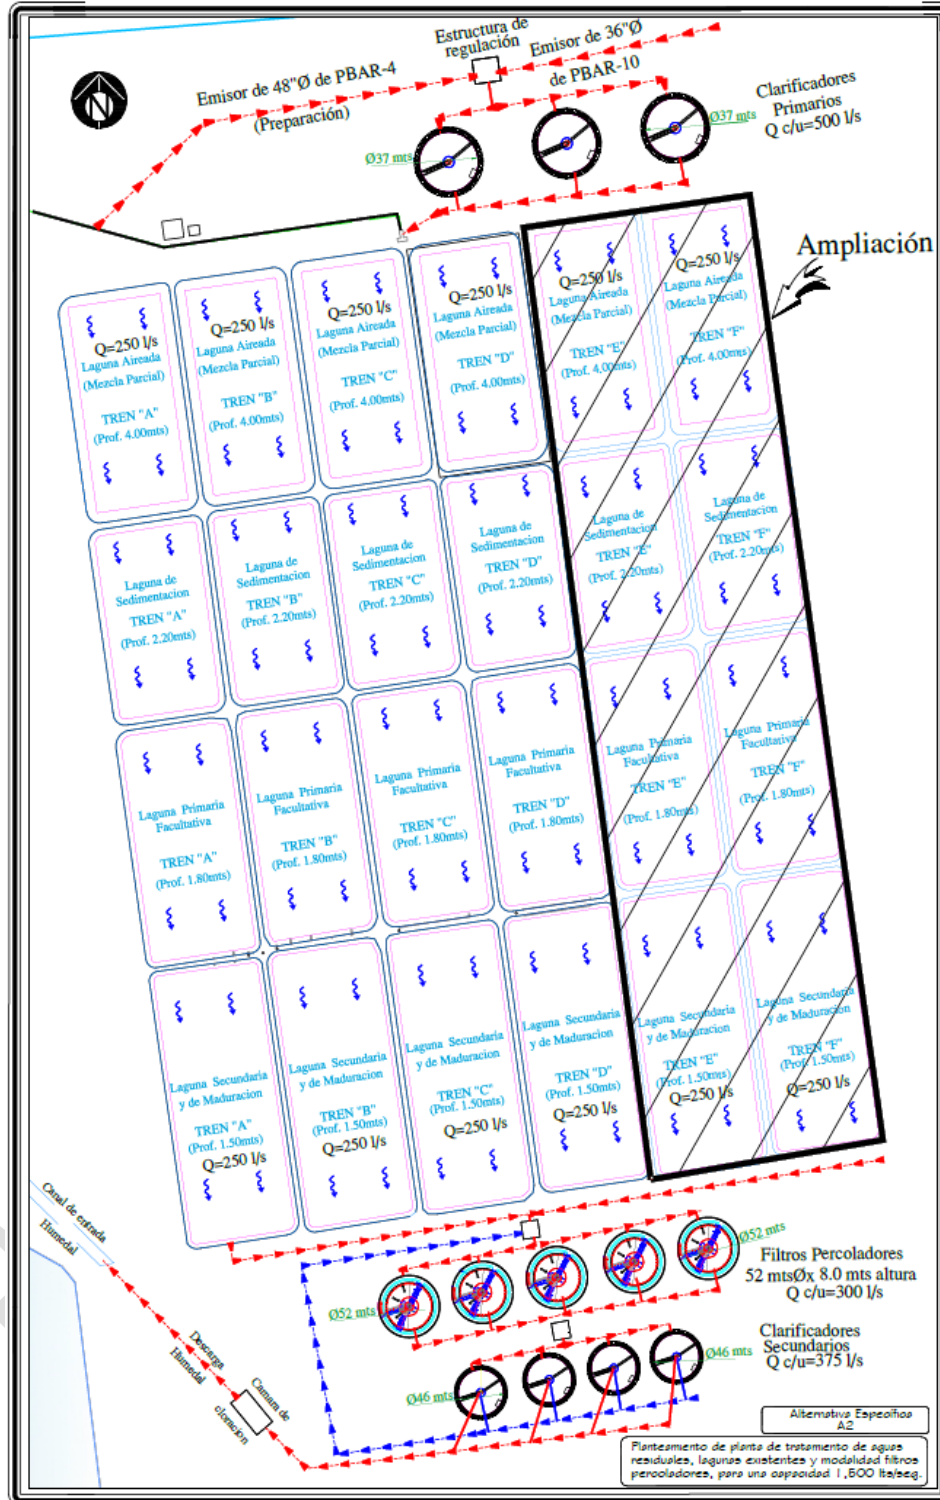 Estructura de
regulación
Emisor de 36"Ø
de PBAR-10
Emisor de 48"Ø de PBAR-4
(Preparación)
N
Clarificadores
Primarios
Q c/u=500 l/s
Ø37 mts
Ø37 mts
Ampliación
Q=250 l/s
Laguna Aireada
(Mezcla Parcial)
TREN "A"
(Prof. 4.00mts)
Q=250 l/s
Laguna Aireada
(Mezcla Parcial)
TREN "B"
(Prof. 4.00mts)
Q=250 l/s
Laguna Aireada
(Mezcla Parcial)
TREN "C"
(Prof. 4.00mts)
Q=250 l/s
Laguna Aireada
(Mezcla Parcial)
TREN "D"
(Prof. 4.00mts)
Q=250 l/s
Laguna Aireada
(Mezcla Parcial)
TREN "E"
(Prof. 4.00mts)
Q=250 l/s
Laguna Aireada
(Mezcla Parcial)
TREN "F"
(Prof. 4.00mts)
Laguna de
Sedimentacion
TREN "A"
(Prof. 2.20mts)
Laguna de
Sedimentacion
TREN "B"
(Prof. 2.20mts)
Laguna de
Sedimentacion
TREN "C"
(Prof. 2.20mts)
Laguna de
Sedimentacion
TREN "D"
(Prof. 2.20mts)
Laguna de
Sedimentacion
TREN "E"
(Prof. 2.20mts)
Laguna de
Sedimentacion
TREN "F"
(Prof. 2.20mts)
Laguna Primaria
Facultativa
TREN "A"
(Prof. 1.80mts)
Laguna Primaria
Facultativa
TREN "B"
(Prof. 1.80mts)
Laguna Primaria
Facultativa
TREN "C"
(Prof. 1.80mts)
Laguna Primaria
Facultativa
TREN "D"
(Prof. 1.80mts)
Laguna Primaria
Facultativa
TREN "E"
(Prof. 1.80mts)
Laguna Primaria
Facultativa
TREN "F"
(Prof. 1.80mts)
Laguna Secundaria
y de Maduracion
TREN "A"
(Prof. 1.50mts)
Q=250 l/s
Laguna Secundaria
y de Maduracion
TREN "B"
(Prof. 1.50mts)
Q=250 l/s
Laguna Secundaria
y de Maduracion
TREN "C"
(Prof. 1.50mts)
Q=250 l/s
Laguna Secundaria
y de Maduracion
TREN "D"
(Prof. 1.50mts)
Q=250 l/s
Laguna Secundaria
y de Maduracion
TREN "E"
(Prof. 1.50mts)
Q=250 l/s
Laguna Secundaria
y de Maduracion
TREN "F"
(Prof. 1.50mts)
Q=250 l/s
Canal de entrada
Humedal
Descarga
Humedal
Camara de
cloracion
Ø52 mts
Ø52 mts
Filtros Percoladores
52 mtsØx 8.0 mts altura
Q c/u=300 l/s
Ø46 mts
Ø46 mts
Clarificadores
Secundarios
Q c/u=375 l/s
Alternativa Específica
A2
Planteamiento de planta de tratamiento de aguas
residuales, lagunas existentes y modalidad filtros
percoladores, para una capacidad 1,500 lts/seg.